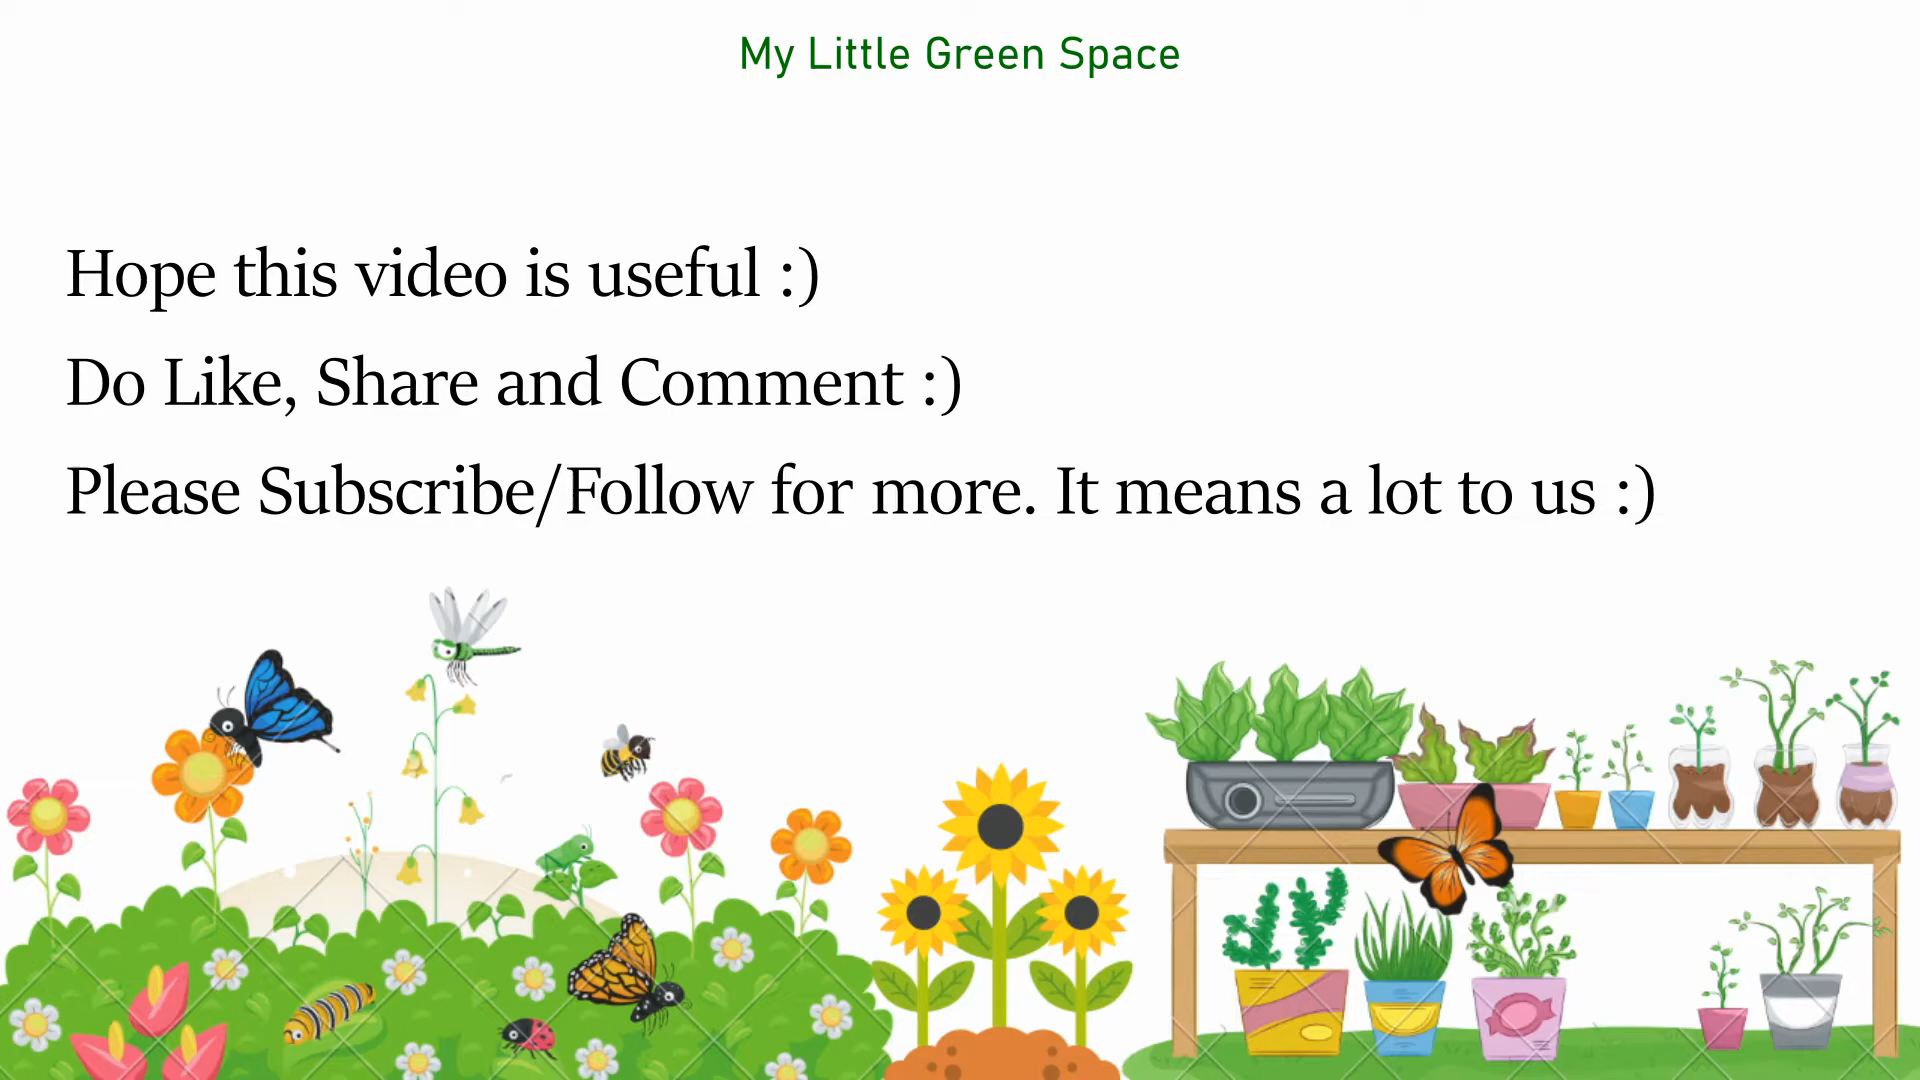 My Little Green Space
Hope this video is useful :)
Do Like, Share and Comment :)
Please Subscribe/Follow for more. It means a lot to us :)